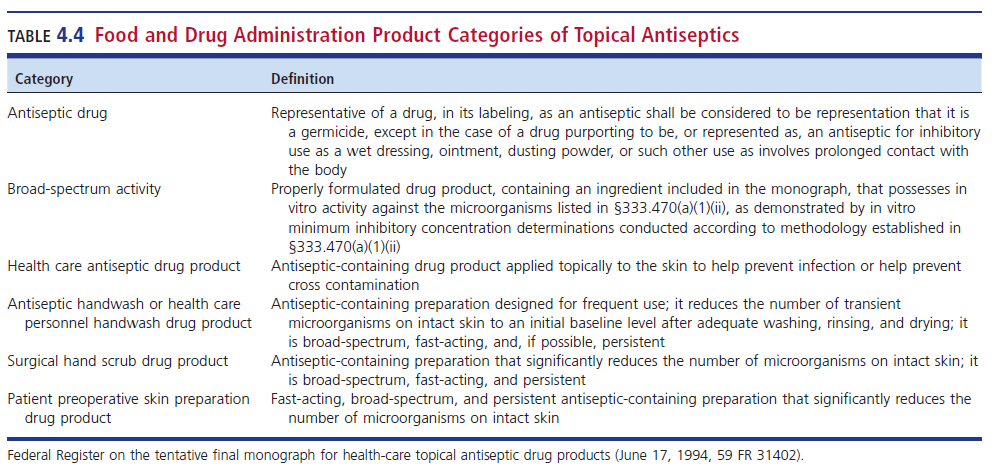 TABLE 4.4 Food and Drug Administration Product Categories of Topical Antiseptics
Category Definition
Antiseptic drug Representative of a drug, in its labeling, as an antiseptic shall be considered to be representation that it is
a germicide, except in the case of a drug purporting to be, or represented as, an antiseptic for inhibitory
use as a wet dressing, ointment, dusting powder, or such other use as involves prolonged contact with
the body
Broad-spectrum activity Properly formulated drug product, containing an ingredient included in the monograph, that possesses in
vitro activity against the microorganisms listed in §333.470(a)(1)(ii), as demonstrated by in vitro
minimum inhibitory concentration determinations conducted according to methodology established in
§333.470(a)(1)(ii)
Health care antiseptic drug product Antiseptic-containing drug product applied topically to the skin to help prevent infection or help prevent
cross contamination
Antiseptic handwash or health care Antiseptic-containing preparation designed for frequent use; it reduces the number of transient
personnel handwash drug product microorganisms on intact skin to an initial baseline level after adequate washing, rinsing, and drying; it
is broad-spectrum, fast-acting, and, if possible, persistent
Surgical hand scrub drug product Antiseptic-containing preparation that significantly reduces the number of microorganisms on intact skin; it
is broad-spectrum, fast-acting, and persistent
Patient preoperative skin preparation Fast-acting, broad-spectrum, and persistent antiseptic-containing preparation that significantly reduces the
drug product number of microorganisms on intact skin
Federal Register on the tentative final monograph for health-care topical antiseptic drug products (June 17, 1994, 59 FR 31402).